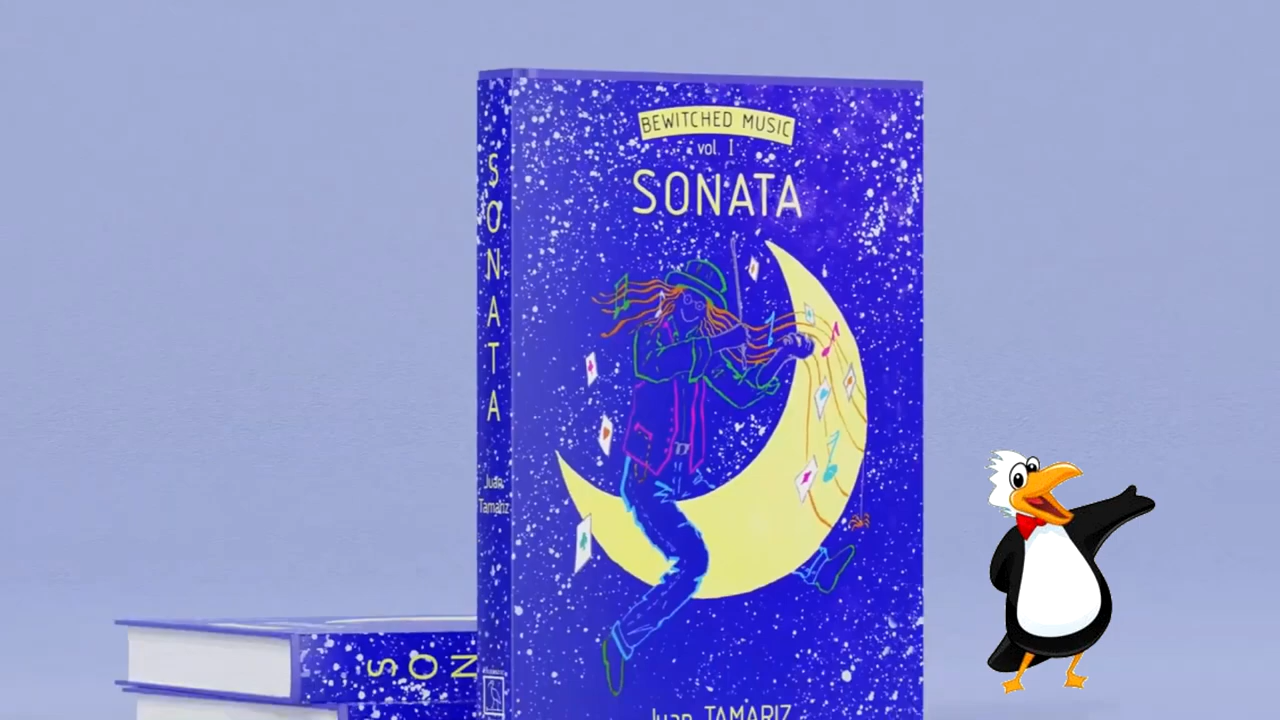 BEWITCHED MUSIC
vol. I
SONATA
Juan TAMARIZ
SONATA
Juan
Tamariz
SON